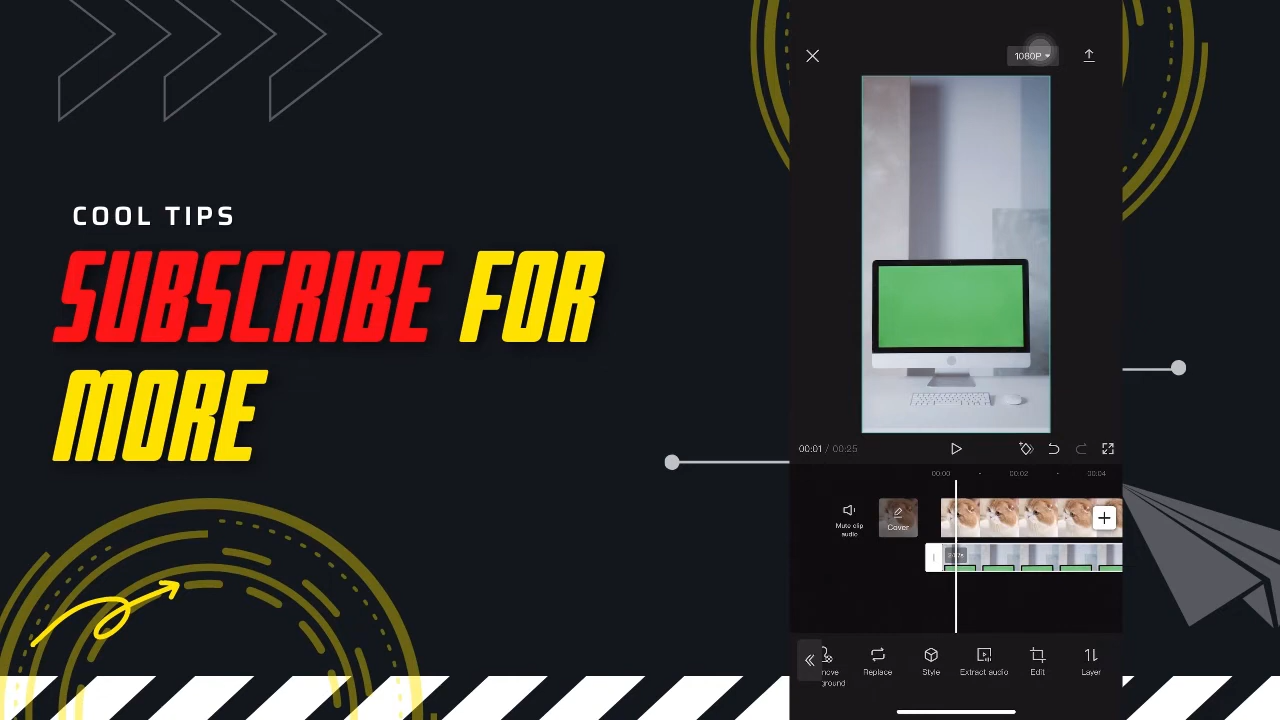 COOL TIPS
SUBSCRIBE FOR
MORE
1080P
00:01 / 00:25
00:00
00:02
00:04
Mute clip
audio
Cover
Replace
Style
Extract audio
Edit
Layer